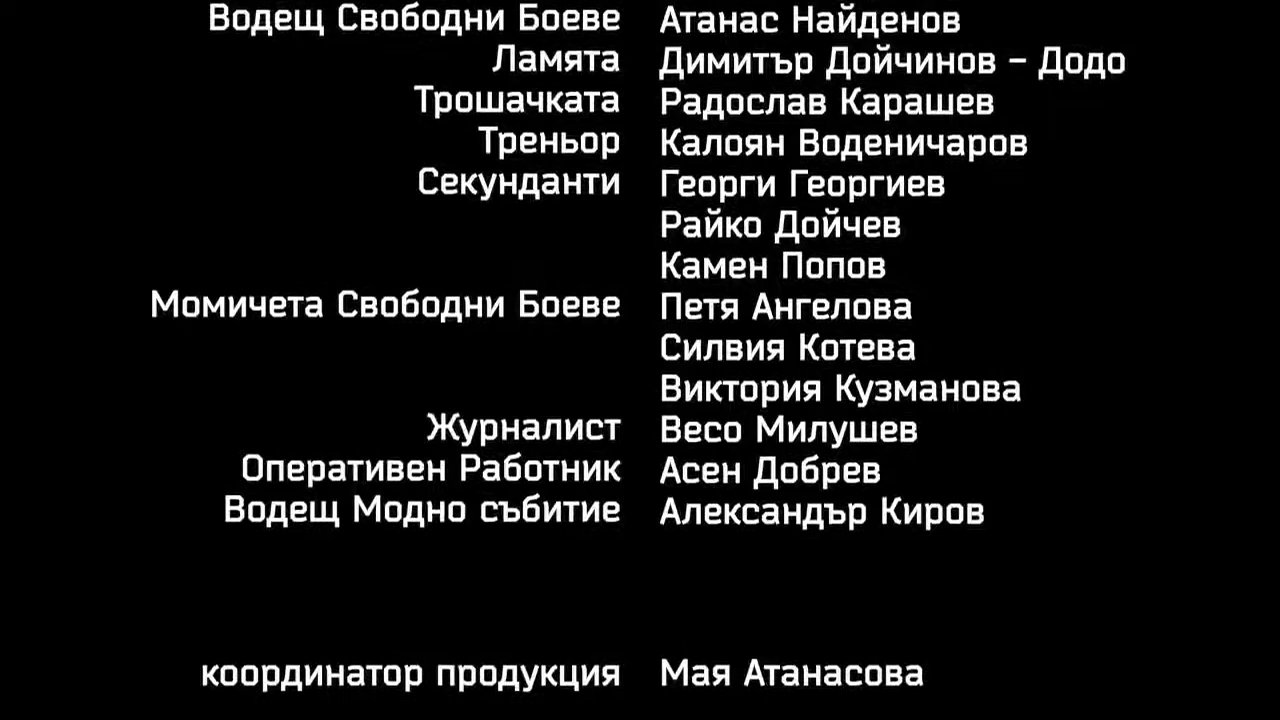 Водещ Свободни Боеве Атанас Найденов
Ламята Димитър Дойчинов – Додо
Трошачката Радослав Карашев
Треньор Калоян Воденичаров
Секунданти Георги Георгиев
Райко Дойчев
Камен Попов
Момичета Свободни Боеве Петя Ангелова
Силвия Котева
Виктория Кузманова
Журналист Весо Милушев
Оперативен Работник Асен Добрев
Водещ Модно събитие Александър Киров
координатор продукция Мая Атанасова